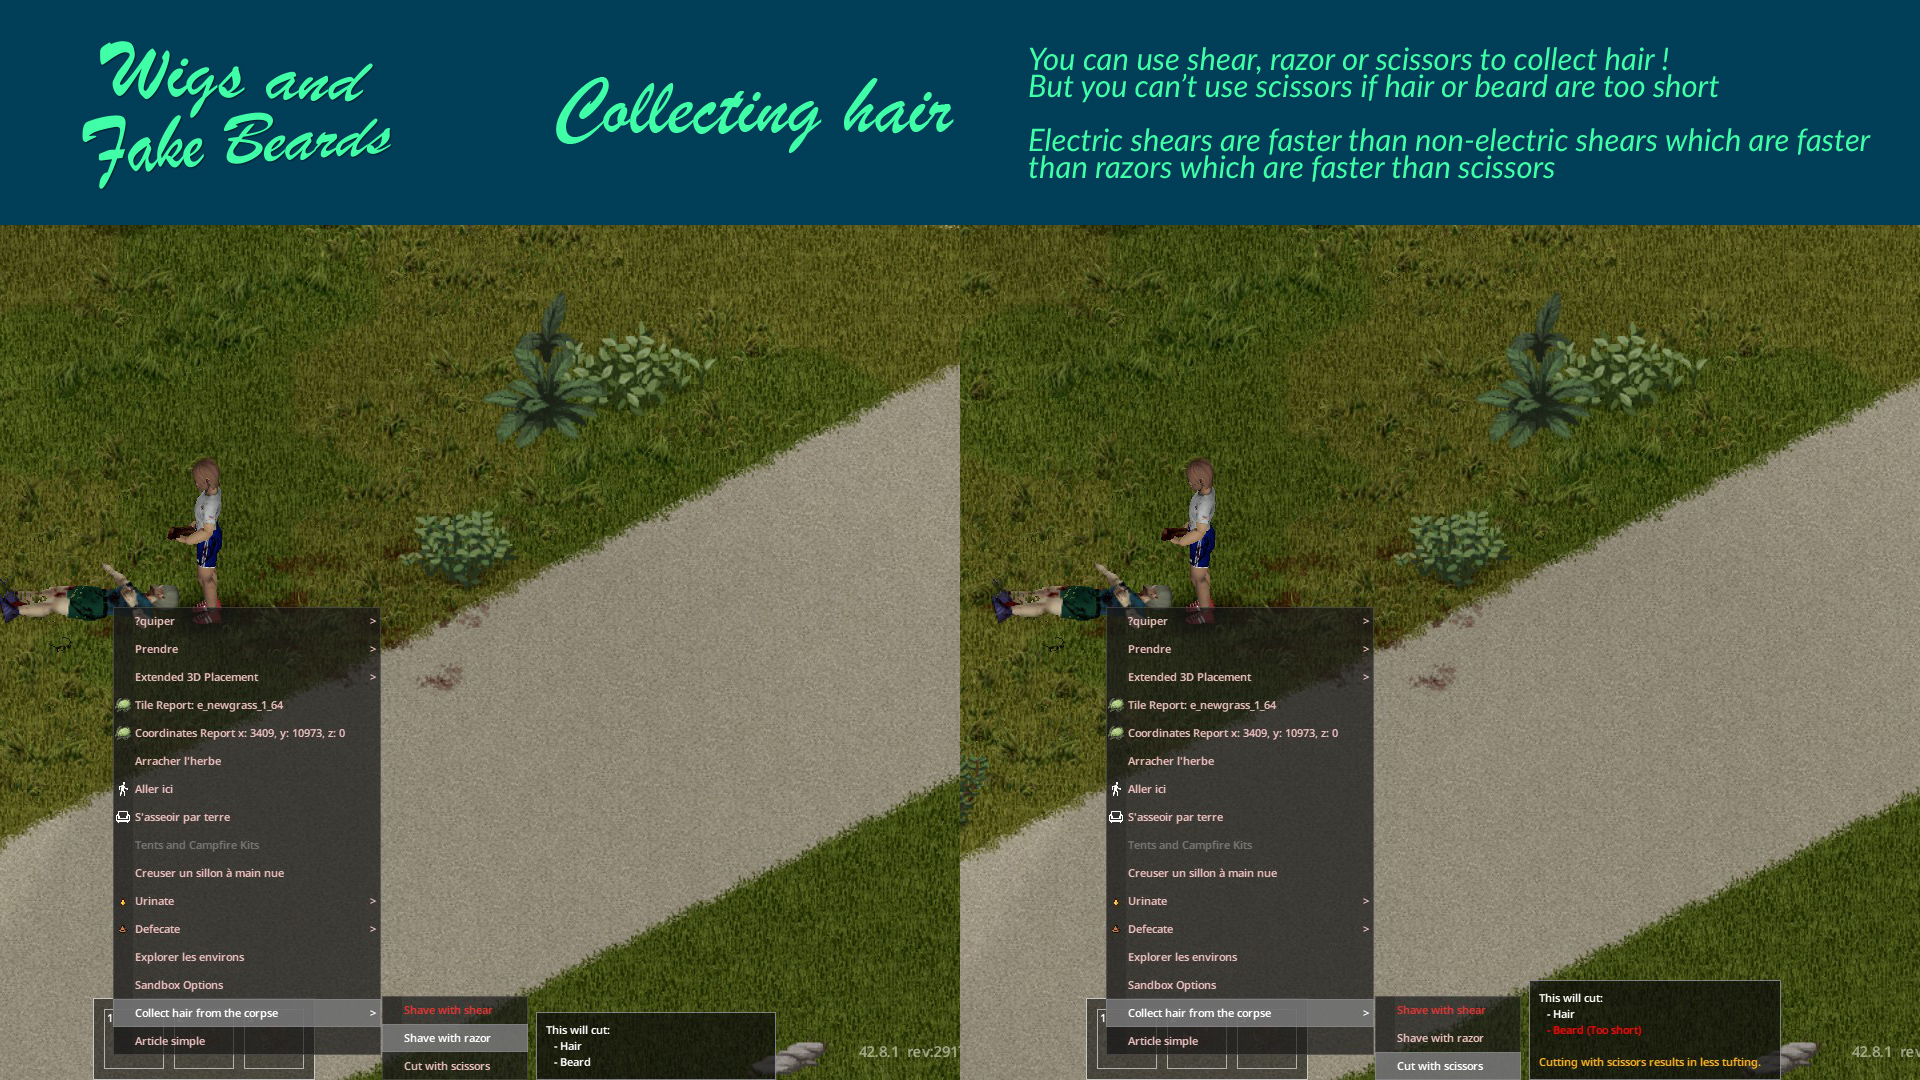 Wigs and
Fake Beards
Collecting hair
You can use shear, razor or scissors to collect hair !
But you can't use scissors if hair or beard are too short
Electric shears are faster than non-electric shears which are faster
than razors which are faster than scissors
?quiper >
Prendre >
Extended 3D Placement >
Tile Report: e_newgrass_1_64
Coordinates Report x: 3409, y: 10973, z: 0
Arracher l'herbe
Aller ici
S'asseoir par terre
Tents and Campfire Kits
Creuser un sillon à main nue
Urinate >
Defecate >
Explorer les environs
Sandbox Options
1
Collect hair from the corpse >
Article simple
Shave with shear
Shave with razor
Cut with scissors
This will cut:
- Hair
- Beard
42.8.1 rev:291
?quiper >
Prendre >
Extended 3D Placement >
Tile Report: e_newgrass_1_64
Coordinates Report x: 3409, y: 10973, z: 0
Arracher l'herbe
Aller ici
S'asseoir par terre
Tents and Campfire Kits
Creuser un sillon à main nue
Urinate >
Defecate >
Explorer les environs
Sandbox Options
1
Collect hair from the corpse >
Article simple
Shave with shear
Shave with razor
Cut with scissors
This will cut:
- Hair
- Beard (Too short)
Cutting with scissors results in less tufting.
42.8.1 rev